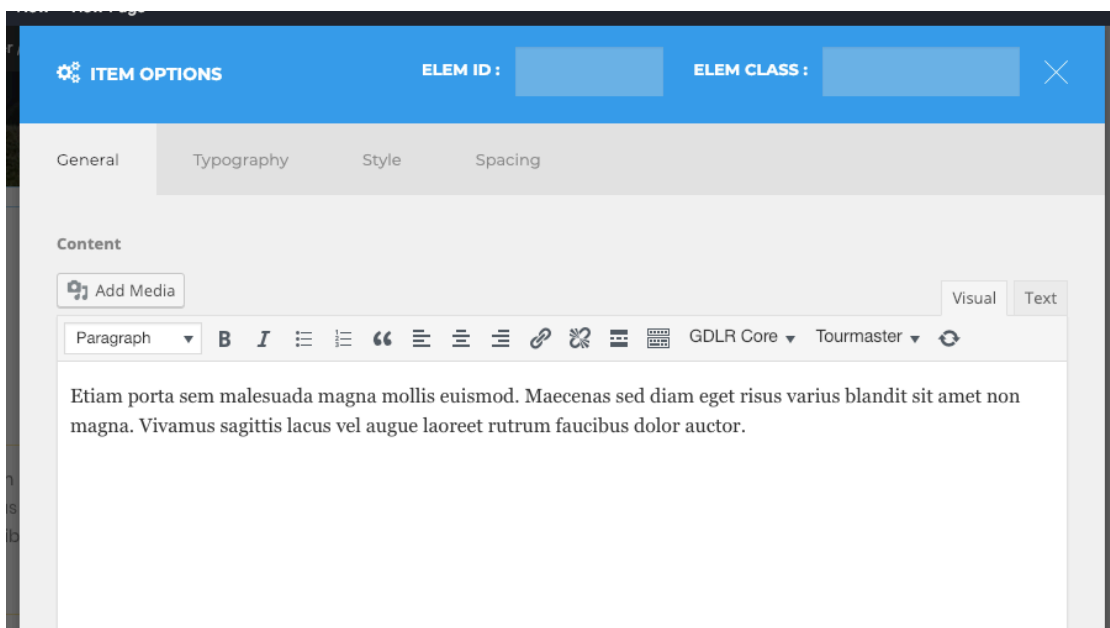 ITEM OPTIONS ELEM ID : ELEM CLASS :
General Typography Style Spacing
Content
Add Media
Visual Text
Paragraph B I GDLR Core Tourmaster
Etiam porta sem malesuada magna mollis euismod. Maecenas sed diam eget risus varius blandit sit amet non
magna. Vivamus sagittis lacus vel augue laoreet rutrum faucibus dolor auctor.